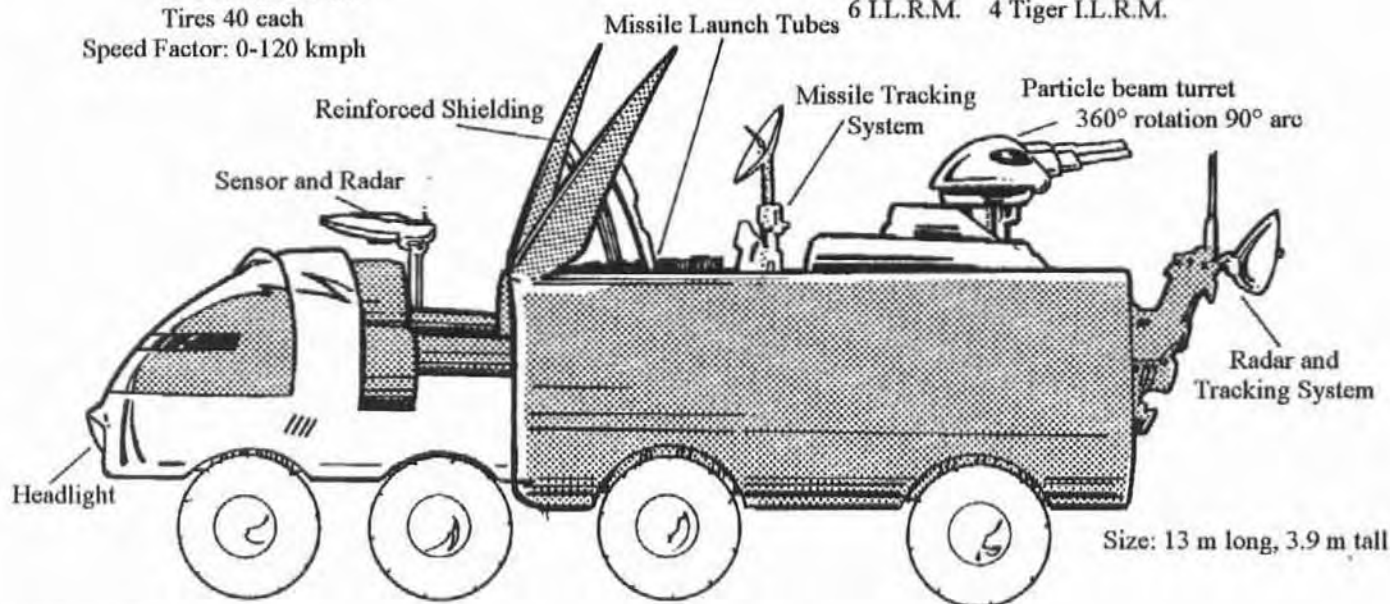 Tires 40 each
Speed Factor: 0-120 kmph
Missile Launch Tubes
6 I.L.R.M. 4 Tiger I.L.R.M.
Reinforced Shielding
Missile Tracking
System
Particle beam turret
360° rotation 90° arc
Sensor and Radar
Radar and
Tracking System
Headlight
Size: 13 m long, 3.9 m tall